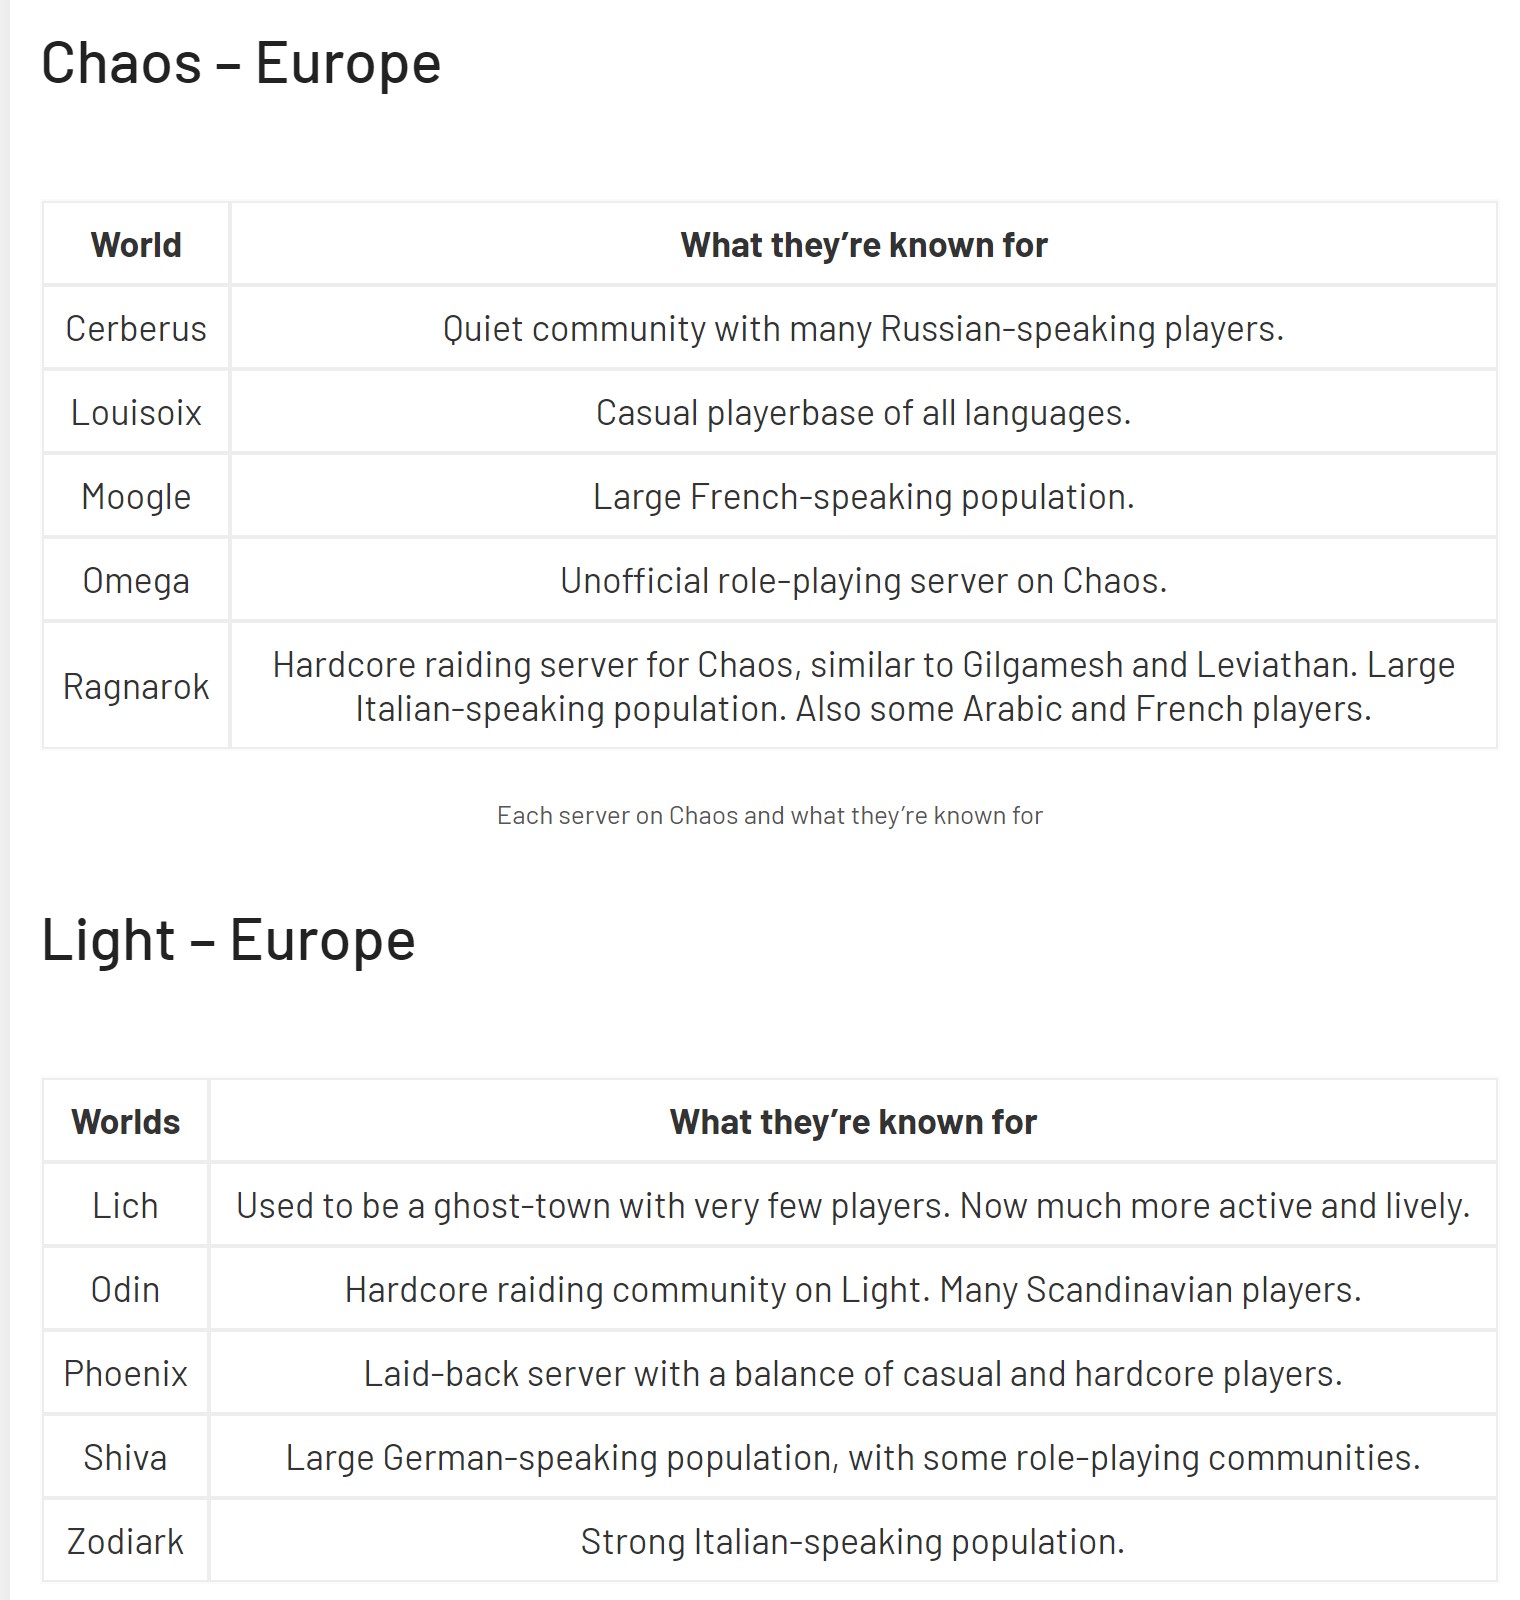 Chaos – Europe
World What they’re known for
Cerberus Quiet community with many Russian-speaking players.
Louisoix Casual playerbase of all languages.
Moogle Large French-speaking population.
Omega Unofficial role-playing server on Chaos.
Ragnarok Hardcore raiding server for Chaos, similar to Gilgamesh and Leviathan. Large
Italian-speaking population. Also some Arabic and French players.
Each server on Chaos and what they’re known for
Light – Europe
Worlds What they’re known for
Lich Used to be a ghost-town with very few players. Now much more active and lively.
Odin Hardcore raiding community on Light. Many Scandinavian players.
Phoenix Laid-back server with a balance of casual and hardcore players.
Shiva Large German-speaking population, with some role-playing communities.
Zodiark Strong Italian-speaking population.